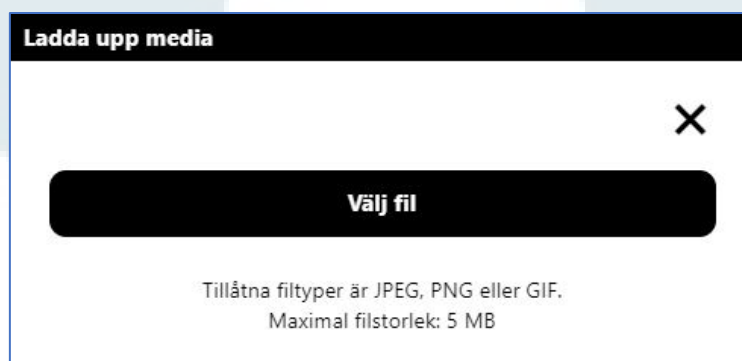 Ladda upp media
Välj fil
Tillåtna filtyper är JPEG, PNG eller GIF.
Maximal filstorlek: 5 MB